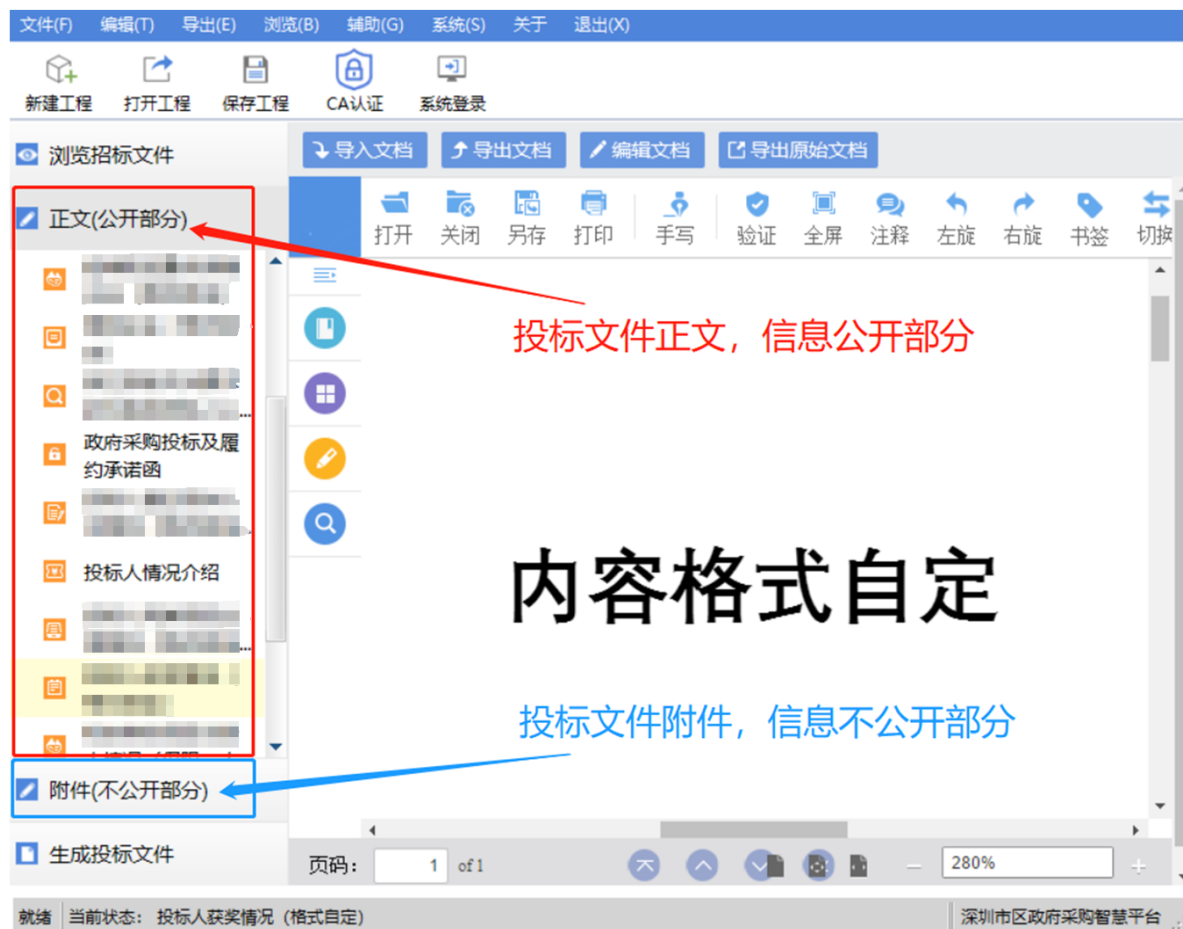 文件(F) 编辑(T) 导出(E) 浏览(B) 辅助(G) 系统(S) 关于 退出(X)
新建工程 打开工程 保存工程 CA认证 系统登录
浏览招标文件
导入文档 导出文档 编辑文档 导出原始文档
正文(公开部分)
打开 关闭 另存 打印 手写 验证 全屏 注释 左旋 右旋 书签 切换
投标文件正文，信息公开部分
...
政府采购投标及履
约承诺函
投标人情况介绍
...
内容格式自定
投标文件附件，信息不公开部分
附件(不公开部分)
生成投标文件
页码： 1 of 1 280%
就绪 当前状态： 投标人获奖情况（格式自定） 深圳市区政府采购智慧平台